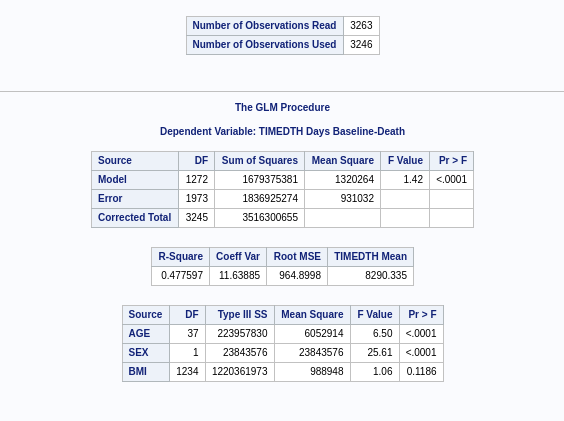 Number of Observations Read 3263
Number of Observations Used 3246
The GLM Procedure
Dependent Variable: TIMEDTH Days Baseline-Death
Source DF Sum of Squares Mean Square F Value Pr > F
Model 1272 1679375381 1320264 1.42 <.0001
Error 1973 1836925274 931032
Corrected Total 3245 3516300655
R-Square Coeff Var Root MSE TIMEDTH Mean
0.477597 11.63885 964.8998 8290.335
Source DF Type III SS Mean Square F Value Pr > F
AGE 37 223957830 6052914 6.50 <.0001
SEX 1 23843576 23843576 25.61 <.0001
BMI 1234 1220361973 988948 1.06 0.1186